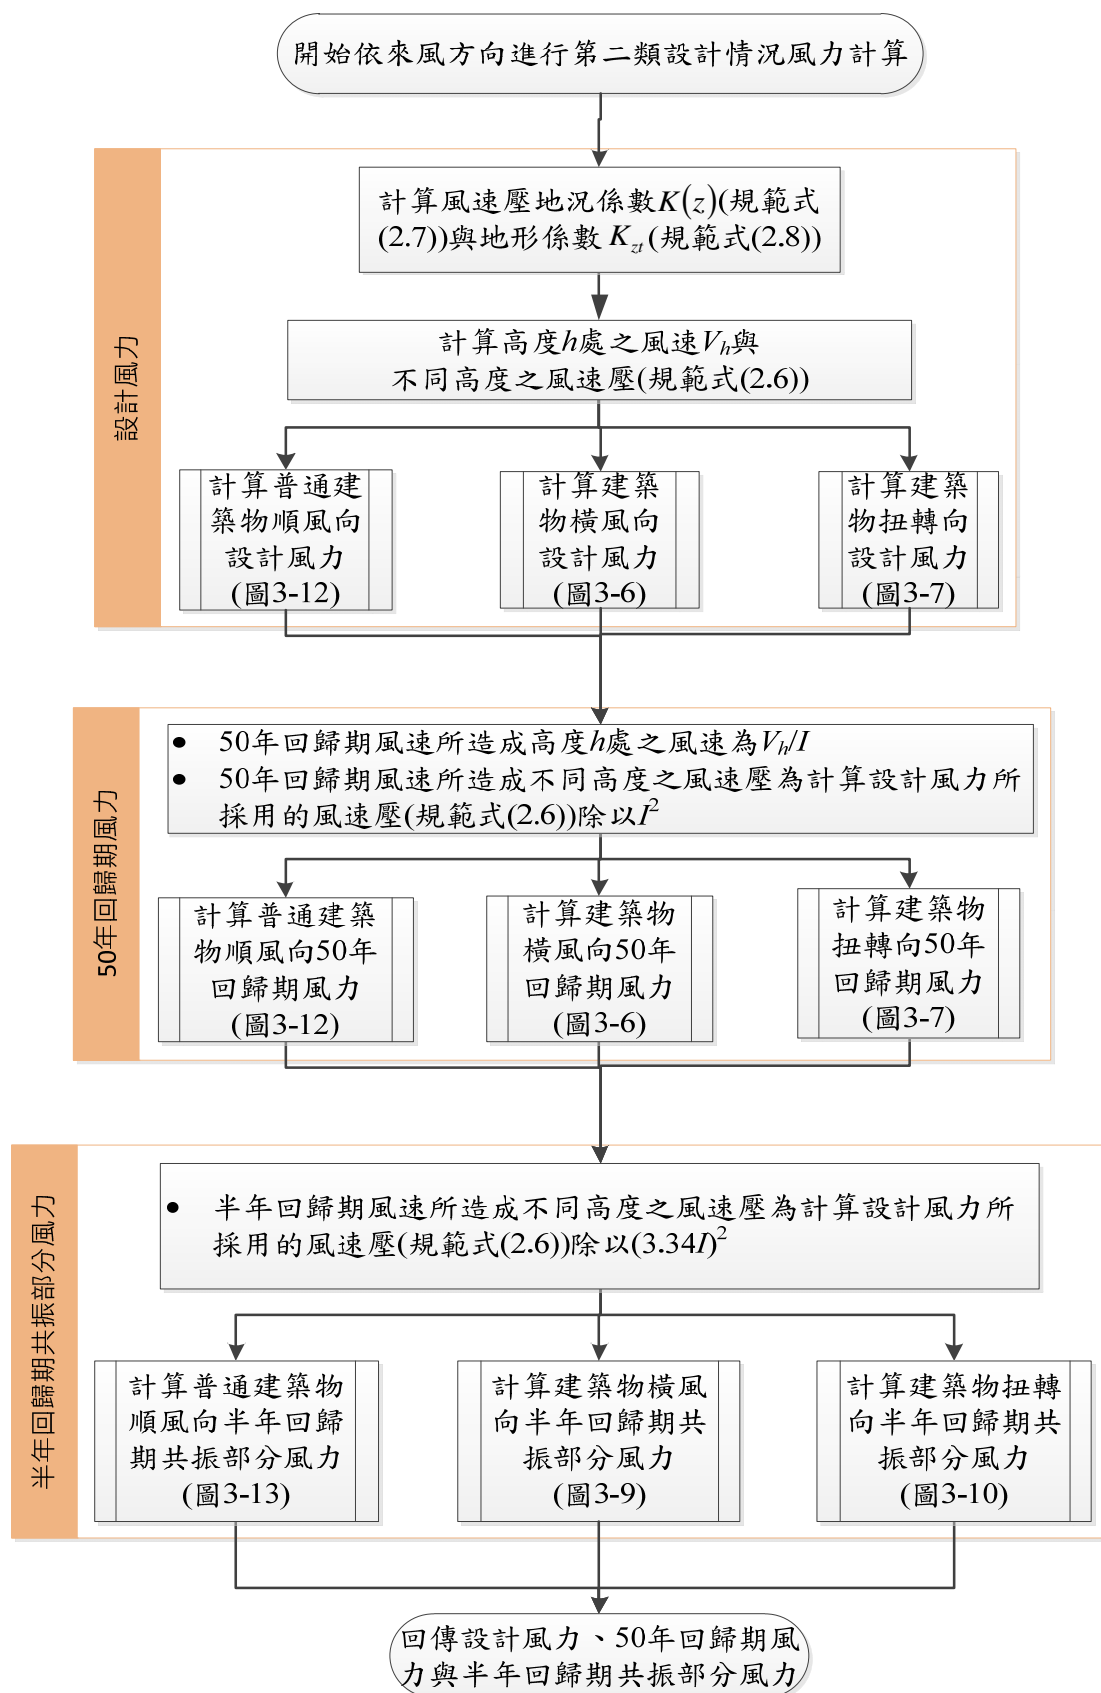 開始依來風方向進行第二類設計情況風力計算
設計風力
計算風速壓地況係數K(z)(規範式
(2.7))與地形係數 Kzt(規範式(2.8))
計算高度h處之風速Vh與
不同高度之風速壓(規範式(2.6))
計算普通建
築物順風向
設計風力
(圖3-12)
計算建築
物橫風向
設計風力
(圖3-6)
計算建築
物扭轉向
設計風力
(圖3-7)
50年回歸期風力
● 50年回歸期風速所造成高度h處之風速為Vh/I
● 50年回歸期風速所造成不同高度之風速壓為計算設計風力所
採用的風速壓(規範式(2.6))除以I²
計算普通建築
物順風向50年
回歸期風力
(圖3-12)
計算建築物
橫風向50年
回歸期風力
(圖3-6)
計算建築物
扭轉向50年
回歸期風力
(圖3-7)
半年回歸期共振部分風力
● 半年回歸期風速所造成不同高度之風速壓為計算設計風力所
採用的風速壓(規範式(2.6))除以(3.34I)²
計算普通建築物
順風向半年回歸
期共振部分風力
(圖3-13)
計算建築物橫風
向半年回歸期共
振部分風力
(圖3-9)
計算建築物扭轉
向半年回歸期共
振部分風力
(圖3-10)
回傳設計風力、50年回歸期風
力與半年回歸期共振部分風力